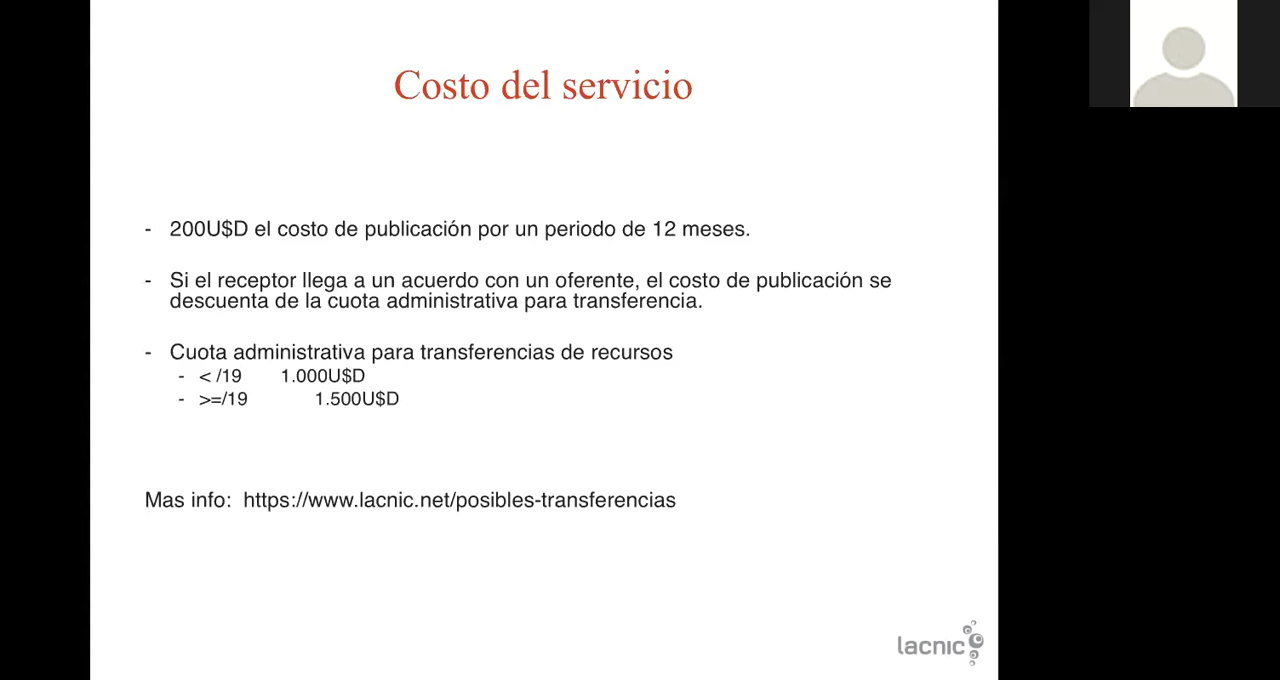 Costo del servicio
- 200U$D el costo de publicación por un periodo de 12 meses.
- Si el receptor llega a un acuerdo con un oferente, el costo de publicación se
descuenta de la cuota administrativa para transferencia.
- Cuota administrativa para transferencias de recursos
- < /19 1.000U$D
- >=/19 1.500U$D
Mas info: https://www.lacnic.net/posibles-transferencias
lacnic